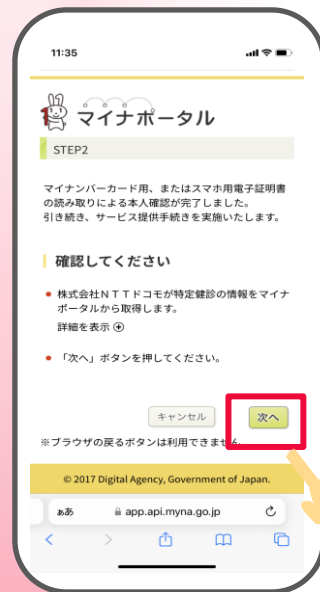 11:35
マイナポータル
STEP2
マイナンバーカード用、またはスマホ用電子証明書
の読み取りによる本人確認が完了しました。
引き続き、サービス提供手続きを実施いたします。
確認してください
株式会社ＮＴＴドコモが特定健診の情報をマイナ
ポータルから取得します。
詳細を表示
「次へ」ボタンを押してください。
キャンセル
次へ
※ブラウザの戻るボタンは利用できません
© 2017 Digital Agency, Government of Japan.
ぁあ
app.api.myna.go.jp